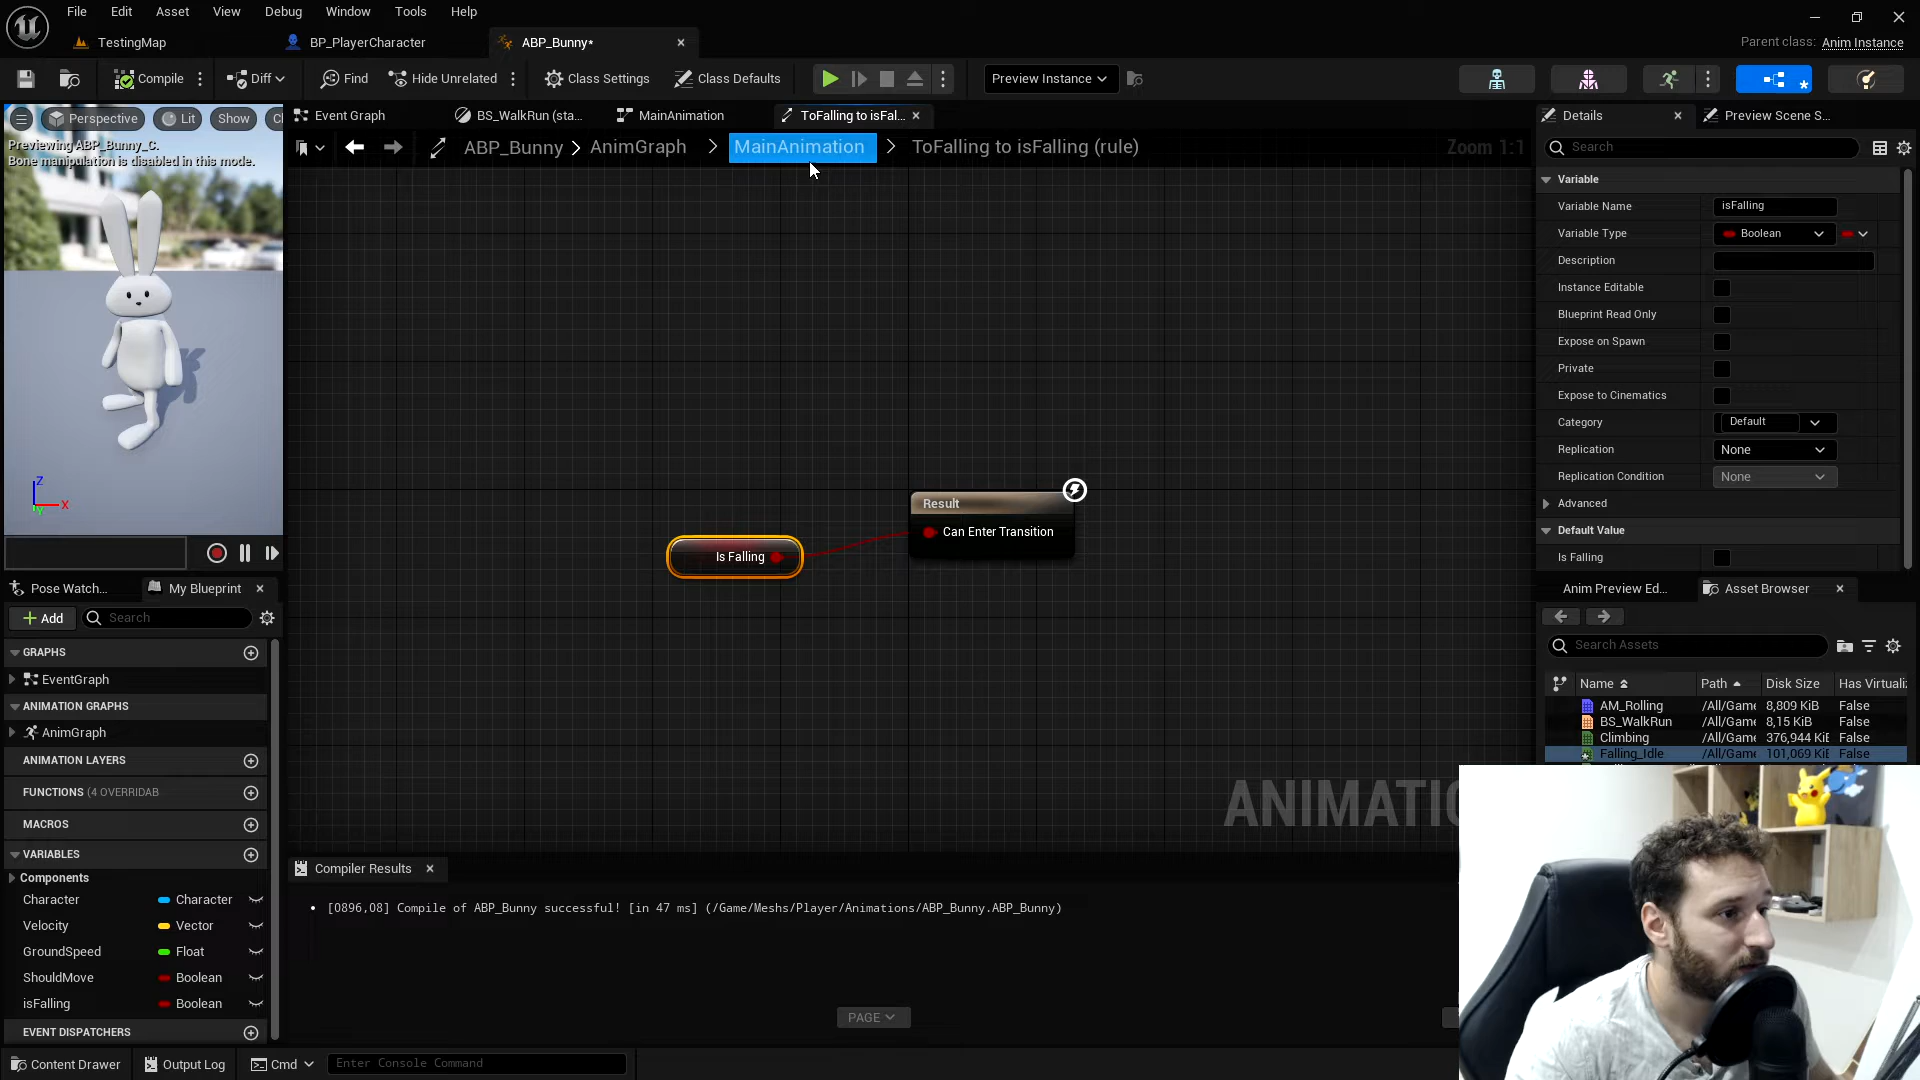 File Edit Asset View Debug Window Tools Help
TestingMap BP_PlayerCharacter ABP_Bunny*
Parent class: Anim Instance
Compile Diff Find Hide Unrelated Class Settings Class Defaults Preview Instance
Perspective Lit Show
Previewing ABP_Bunny_C.
Bone manipulation is disabled in this mode.
Z
X
Y
Event Graph BS_WalkRun (sta... MainAnimation ToFalling to isFal...
ABP_Bunny > AnimGraph > MainAnimation > ToFalling to isFalling (rule) Zoom 1:1
Is Falling
Result
Can Enter Transition
Pose Watch... My Blueprint
Add Search
GRAPHS
EventGraph
ANIMATION GRAPHS
AnimGraph
ANIMATION LAYERS
FUNCTIONS (4 OVERRIDAB
MACROS
VARIABLES
Components
Character Character
Velocity Vector
GroundSpeed Float
ShouldMove Boolean
isFalling Boolean
EVENT DISPATCHERS
Compiler Results
• [0896,08] Compile of ABP_Bunny successful! [in 47 ms] (/Game/Meshs/Player/Animations/ABP_Bunny.ABP_Bunny)
PAGE
Details Preview Scene S...
Search
Variable
Variable Name isFalling
Variable Type Boolean
Description
Instance Editable
Blueprint Read Only
Expose on Spawn
Private
Expose to Cinematics
Category Default
Replication None
Replication Condition None
Advanced
Default Value
Is Falling
Anim Preview Ed... Asset Browser
Search Assets
Name Path Disk Size Has Virtuali
AM_Rolling /All/Game 8,809 KiB False
BS_WalkRun /All/Game 8,15 KiB False
Climbing /All/Game 376,944 KiB False
Falling_Idle /All/Game 101,069 KiB False
Content Drawer Output Log Cmd Enter Console Command